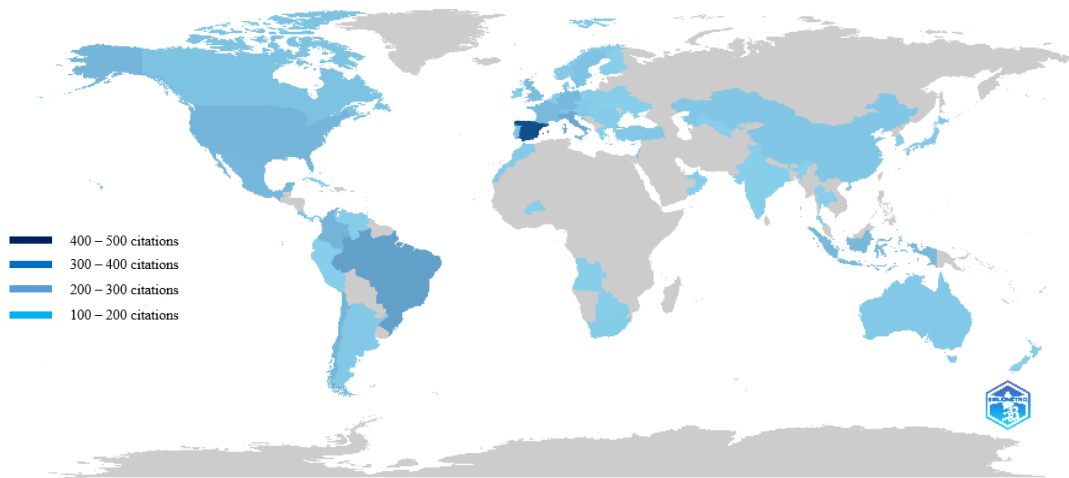 400 – 500 citations
300 – 400 citations
200 – 300 citations
100 – 200 citations